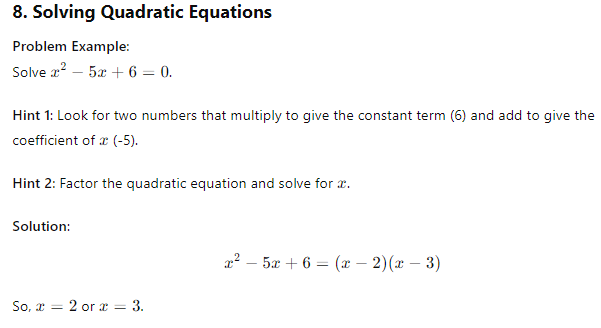 8. Solving Quadratic Equations
Problem Example:
Solve x² − 5x + 6 = 0.
Hint 1: Look for two numbers that multiply to give the constant term (6) and add to give the
coefficient of x (-5).
Hint 2: Factor the quadratic equation and solve for x.
Solution:
x² − 5x + 6 = (x − 2)(x − 3)
So, x = 2 or x = 3.